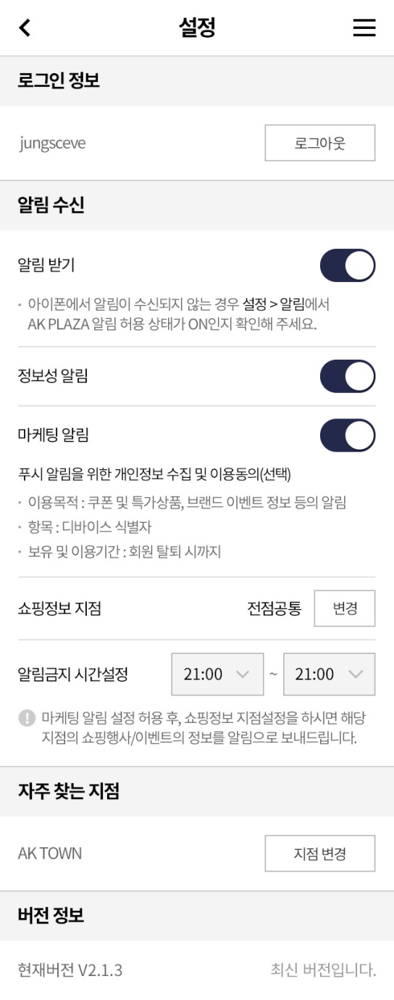 설정
로그인 정보
jungsceve 로그아웃
알림 수신
알림 받기
· 아이폰에서 알림이 수신되지 않는 경우 설정 > 알림에서
AK PLAZA 알림 허용 상태가 ON인지 확인해 주세요.
정보성 알림
마케팅 알림
푸시 알림을 위한 개인정보 수집 및 이용동의(선택)
· 이용목적 : 쿠폰 및 특가상품, 브랜드 이벤트 정보 등의 알림
· 항목 : 디바이스 식별자
· 보유 및 이용기간 : 회원 탈퇴 시까지
쇼핑정보 지점 전점공통 변경
알림금지 시간설정 21:00 ~ 21:00
마케팅 알림 설정 허용 후, 쇼핑정보 지점설정을 하시면 해당
지점의 쇼핑행사/이벤트의 정보를 알림으로 보내드립니다.
자주 찾는 지점
AK TOWN 지점 변경
버전 정보
현재버전 V2.1.3 최신 버전입니다.